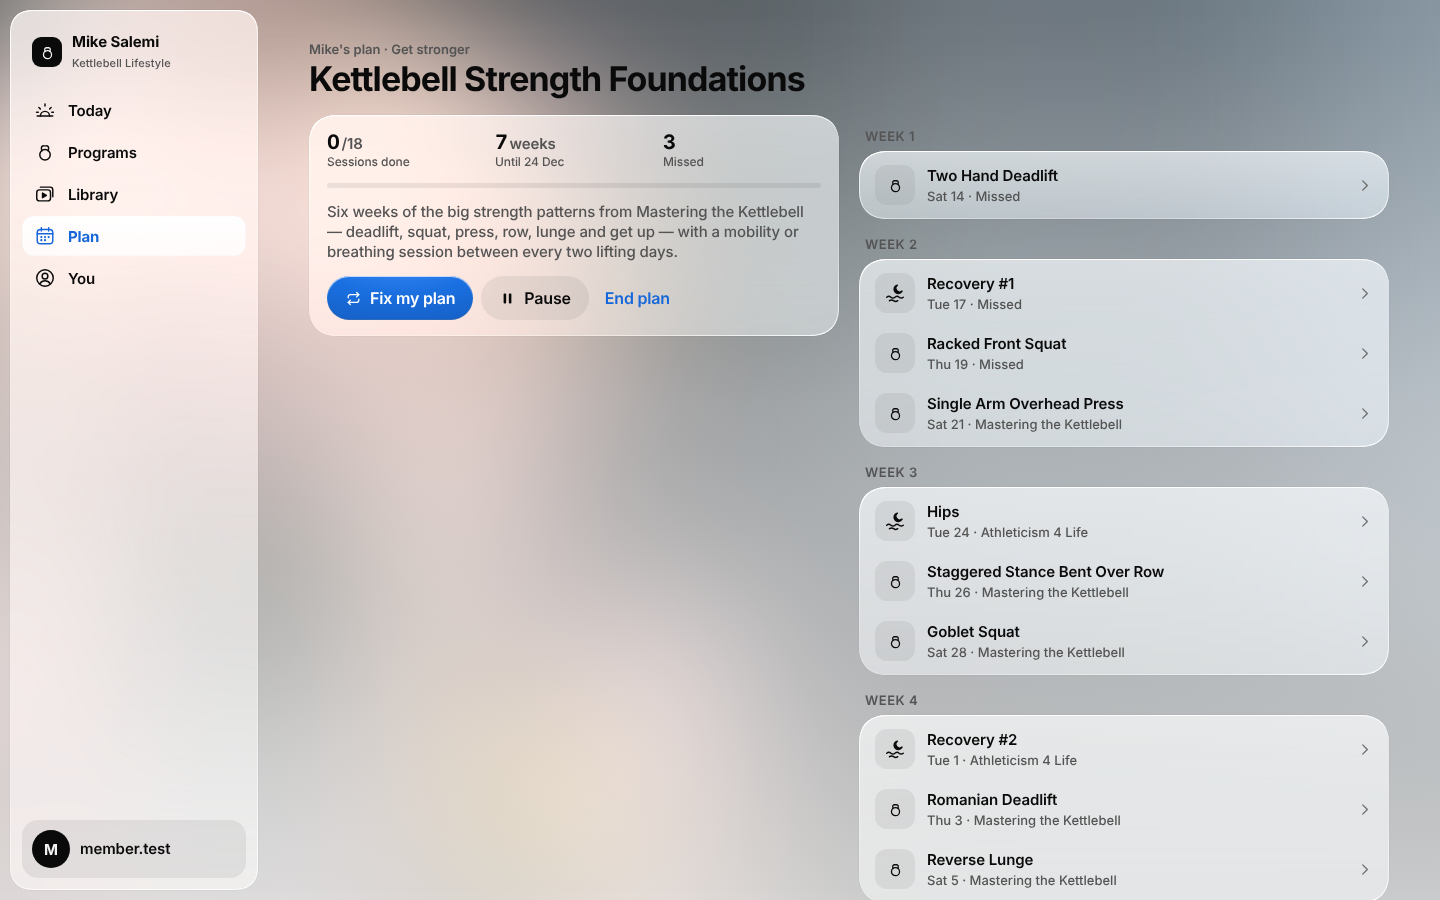 Mike Salemi
Kettlebell Lifestyle
Today
Programs
Library
Plan
You
M
member.test
Mike's plan · Get stronger
Kettlebell Strength Foundations
0/18
Sessions done
7 weeks
Until 24 Dec
3
Missed
Six weeks of the big strength patterns from Mastering the Kettlebell
— deadlift, squat, press, row, lunge and get up — with a mobility or
breathing session between every two lifting days.
Fix my plan
Pause
End plan
WEEK 1
Two Hand Deadlift
Sat 14 · Missed
WEEK 2
Recovery #1
Tue 17 · Missed
Racked Front Squat
Thu 19 · Missed
Single Arm Overhead Press
Sat 21 · Mastering the Kettlebell
WEEK 3
Hips
Tue 24 · Athleticism 4 Life
Staggered Stance Bent Over Row
Thu 26 · Mastering the Kettlebell
Goblet Squat
Sat 28 · Mastering the Kettlebell
WEEK 4
Recovery #2
Tue 1 · Athleticism 4 Life
Romanian Deadlift
Thu 3 · Mastering the Kettlebell
Reverse Lunge
Sat 5 · Mastering the Kettlebell